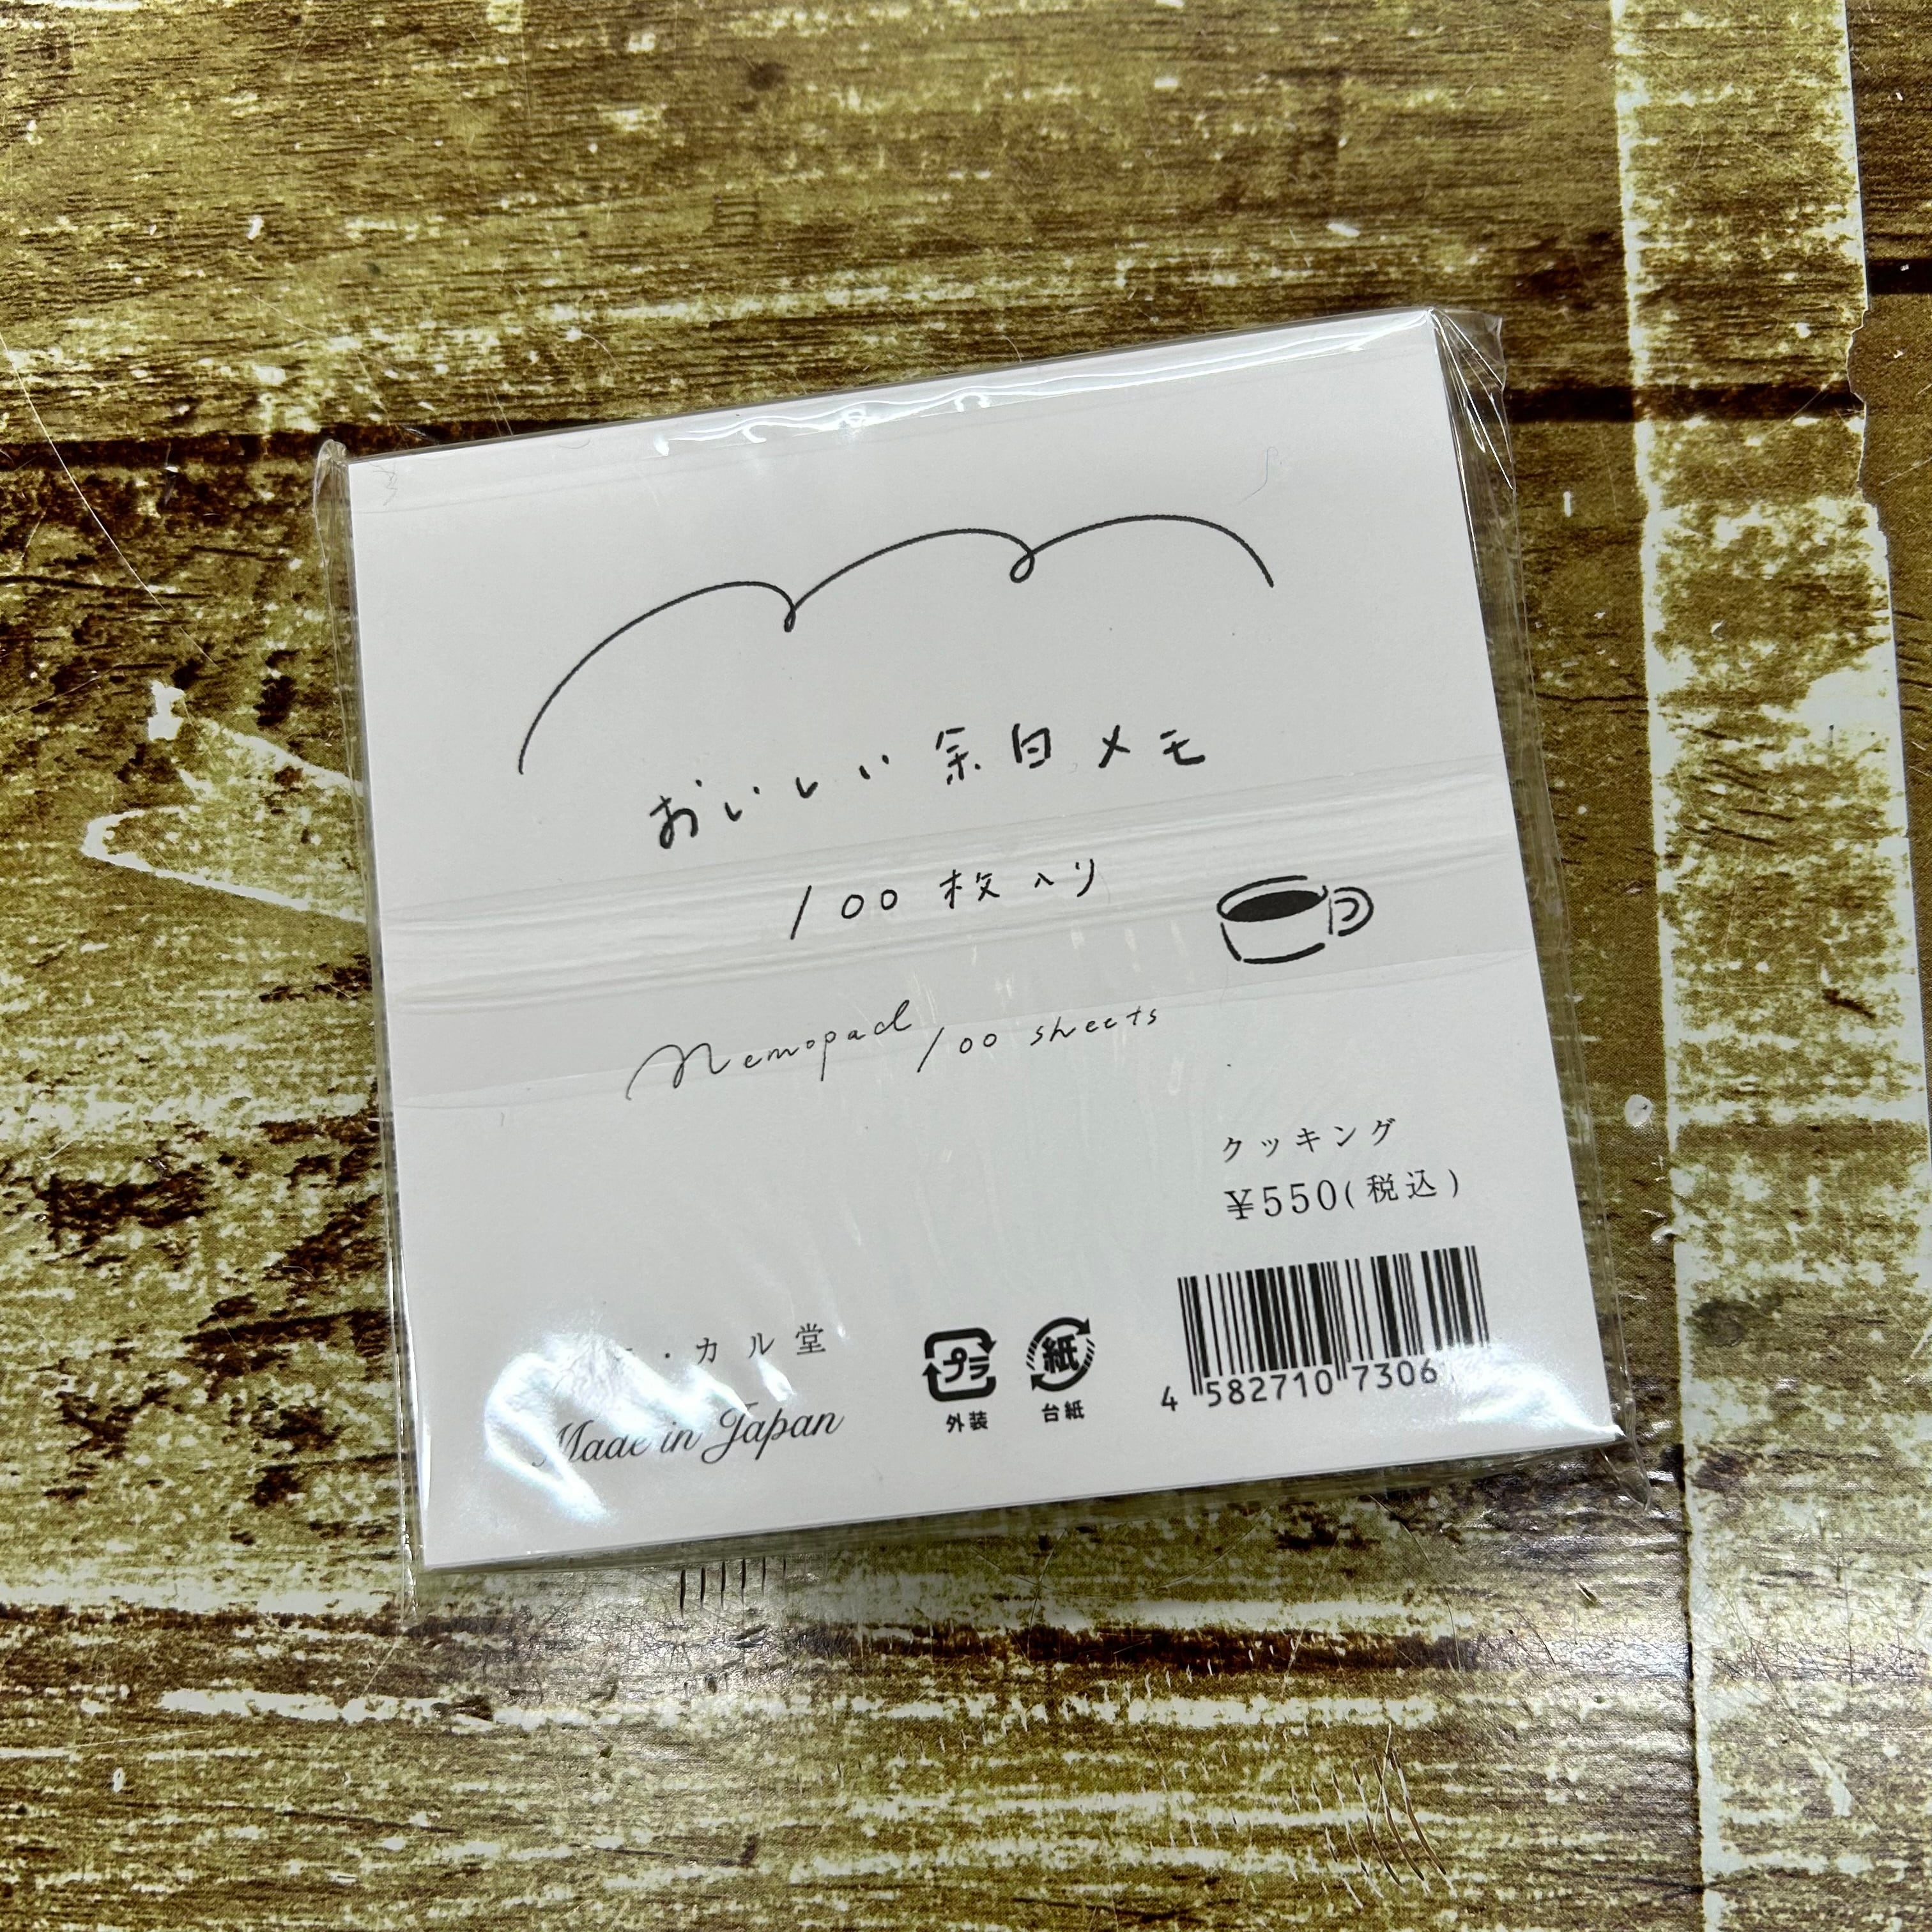 おいしい余白メモ
100枚入り
Memopad 100 sheets
クッキング
¥550(税込)
・カル堂
Made in Japan
プラ
外装
紙
台紙
4 582710 7306